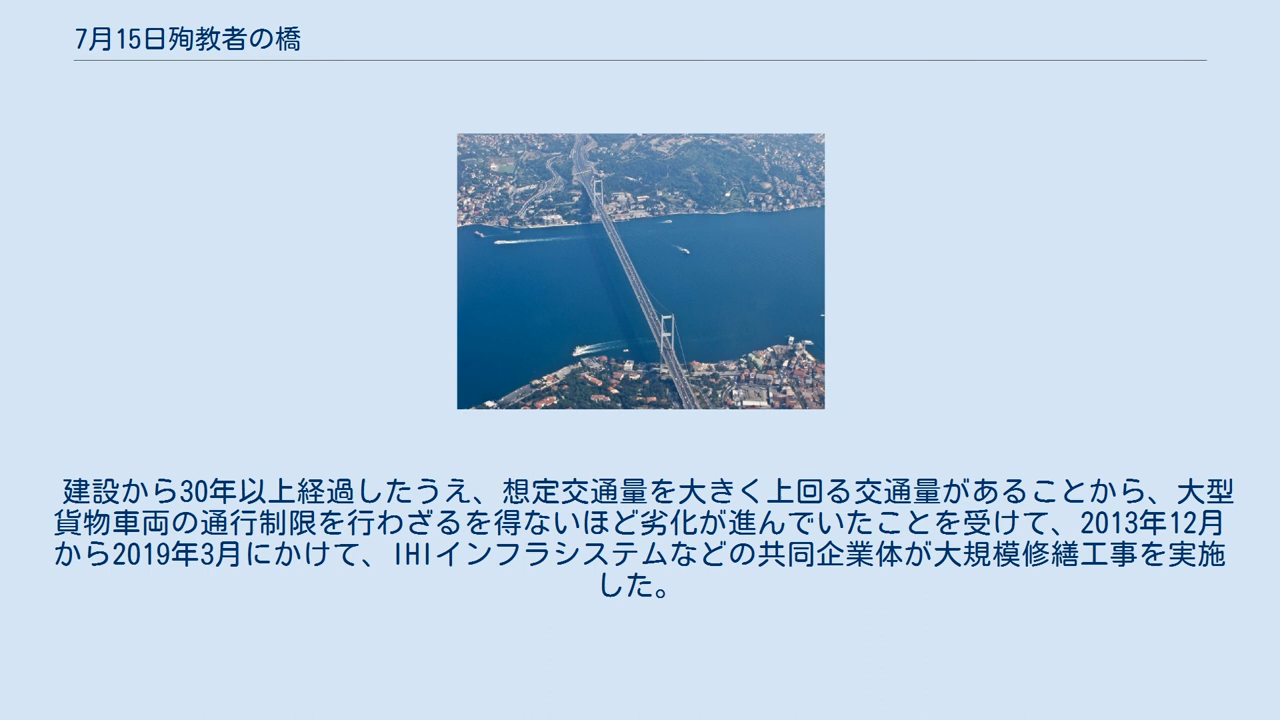 7月15日殉教者の橋
建設から30年以上経過したうえ、想定交通量を大きく上回る交通量があることから、大型
貨物車両の通行制限を行わざるを得ないほど劣化が進んでいたことを受けて、2013年12月
から2019年3月にかけて、IHIインフラシステムなどの共同企業体が大規模修繕工事を実施
した。